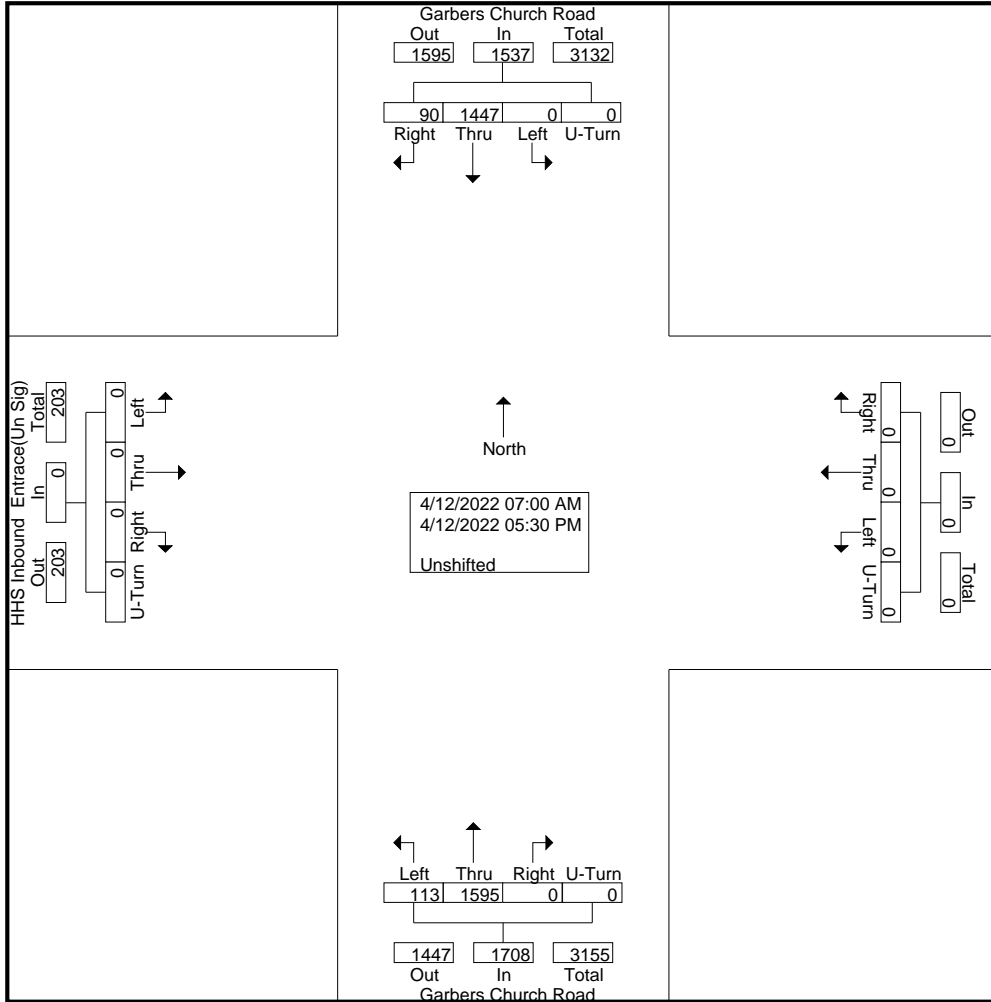 Garbers Church Road
Out In Total
1595 1537 3132
90 1447 0 0
Right Thru Left U-Turn
HHS Inbound Entrace(Un Sig)
Total In Out
203 0 203
0 0 0 0
Left Thru Right U-Turn
North
4/12/2022 07:00 AM
4/12/2022 05:30 PM
Unshifted
Right Thru Left U-Turn
0 0 0 0
Out In Total
0 0 0
Left Thru Right U-Turn
113 1595 0 0
1447 1708 3155
Out In Total
Garbers Church Road